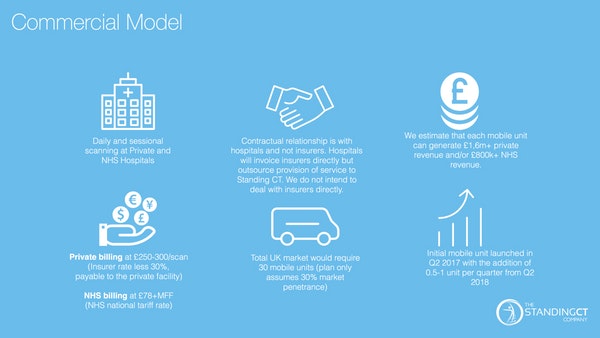 Commercial Model
Daily and sessional
scanning at Private and
NHS Hospitals
Contractual relationship is with
hospitals and not insurers. Hospitals
will invoice insurers directly but
outsource provision of service to
Standing CT. We do not intend to
deal with insurers directly.
£
We estimate that each mobile unit
can generate £1.6m+ private
revenue and/or £800k+ NHS
revenue.
€
¥
$
£
Private billing at £250-300/scan
(Insurer rate less 30%,
payable to the private facility)
NHS billing at £78+MFF
(NHS national tariff rate)
Total UK market would require
30 mobile units (plan only
assumes 30% market
penetrance)
Initial mobile unit launched in
Q2 2017 with the addition of
0.5-1 unit per quarter from Q2
2018
THE
STANDINGCT
COMPANY